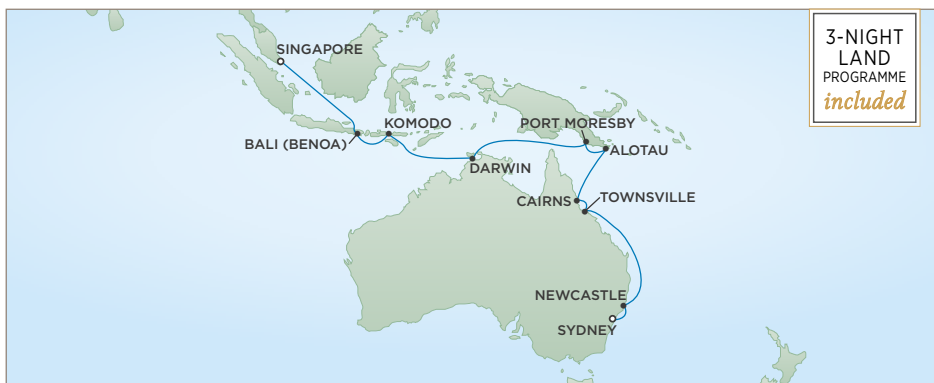 3-NIGHT
LAND
PROGRAMME
included
SINGAPORE
KOMODO
PORT MORESBY
BALI (BENOA)
ALOTAU
DARWIN
CAIRNS
TOWNSVILLE
NEWCASTLE
SYDNEY